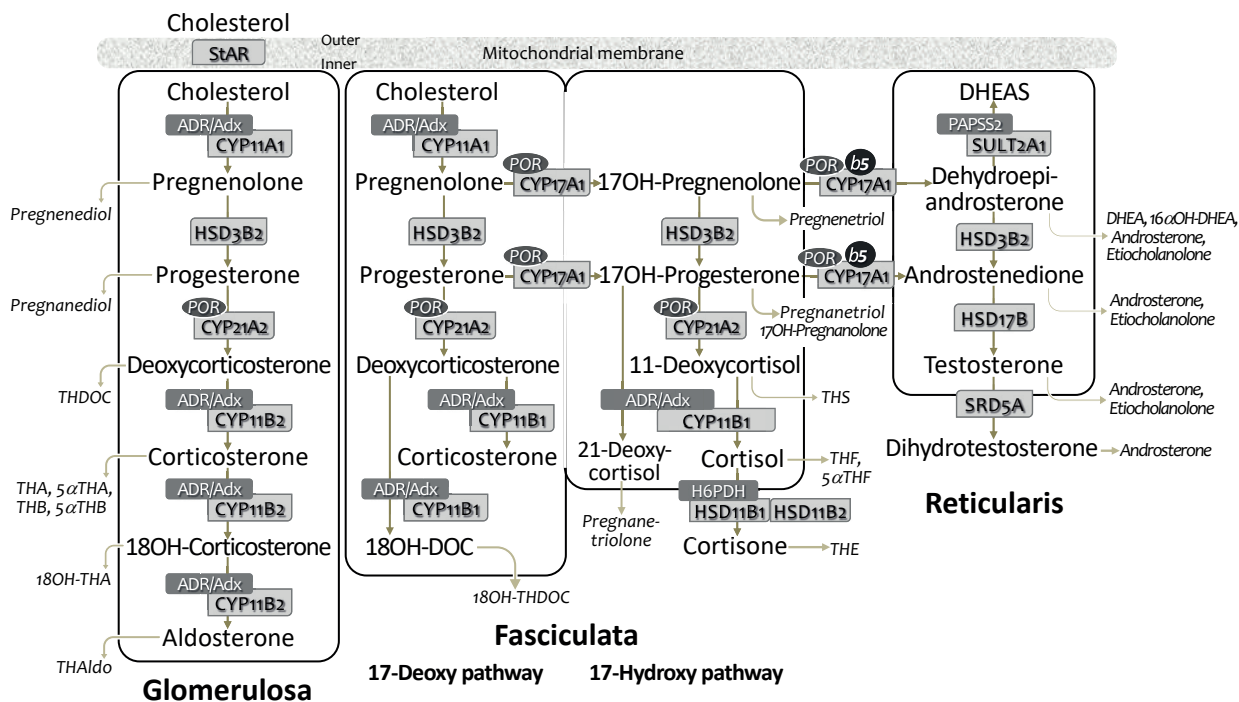 Cholesterol
StAR
Outer
Inner
Mitochondrial membrane
Cholesterol
ADR/Adx
CYP11A1
Pregnenolone
Pregnenediol
HSD3B2
Progesterone
Pregnanediol
POR
CYP21A2
Deoxycorticosterone
THDOC
ADR/Adx
CYP11B2
Corticosterone
THA, 5αTHA,
THB, 5αTHB
ADR/Adx
CYP11B2
18OH-Corticosterone
18OH-THA
ADR/Adx
CYP11B2
Aldosterone
THAldo
Glomerulosa
Cholesterol
ADR/Adx
CYP11A1
Pregnenolone
POR
CYP17A1
HSD3B2
Progesterone
POR
CYP17A1
POR
CYP21A2
Deoxycorticosterone
ADR/Adx
CYP11B1
Corticosterone
ADR/Adx
CYP11B1
18OH-DOC
18OH-THDOC
17OH-Pregnenolone
Pregnenetriol
HSD3B2
17OH-Progesterone
Pregnanetriol
17OH-Pregnanolone
POR
CYP21A2
11-Deoxycortisol
THS
ADR/Adx
CYP11B1
21-Deoxy-
cortisol
Pregnane-
triolone
Cortisol
THF,
5αTHF
H6PDH
HSD11B1
HSD11B2
Cortisone
THE
Fasciculata
17-Deoxy pathway
17-Hydroxy pathway
POR
b5
CYP17A1
POR
b5
CYP17A1
DHEAS
PAPSS2
SULT2A1
Dehydroepi-
androsterone
DHEA, 16αOH-DHEA,
Androsterone,
Etiocholanolone
HSD3B2
Androstenedione
Androsterone,
Etiocholanolone
HSD17B
Testosterone
Androsterone,
Etiocholanolone
SRD5A
Dihydrotestosterone
Androsterone
Reticularis